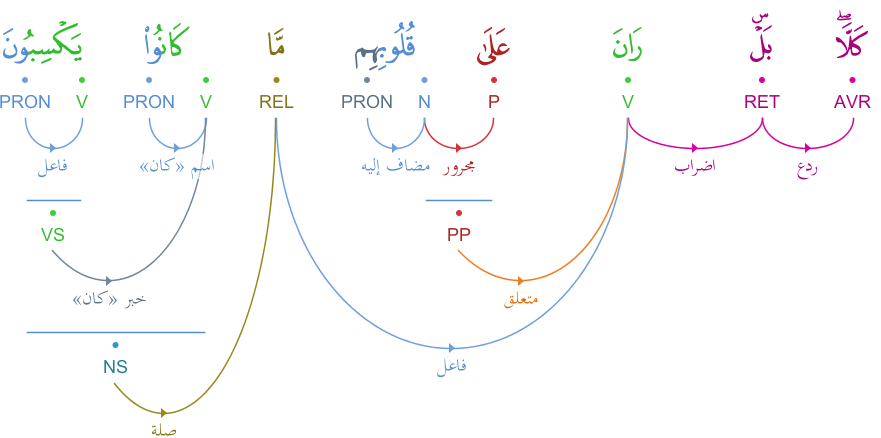 كَلَّا ۖ بَلْ ۜ رَانَ عَلَىٰ قُلُوبِهِم مَّا كَانُوا۟ يَكْسِبُونَ
AVR RET V P N PRON REL V PRON V PRON
ردع اضراب مجرور مضاف إليه اسم «كان» فاعل
PP VS
متعلق خبر «كان»
NS فاعل
صلة